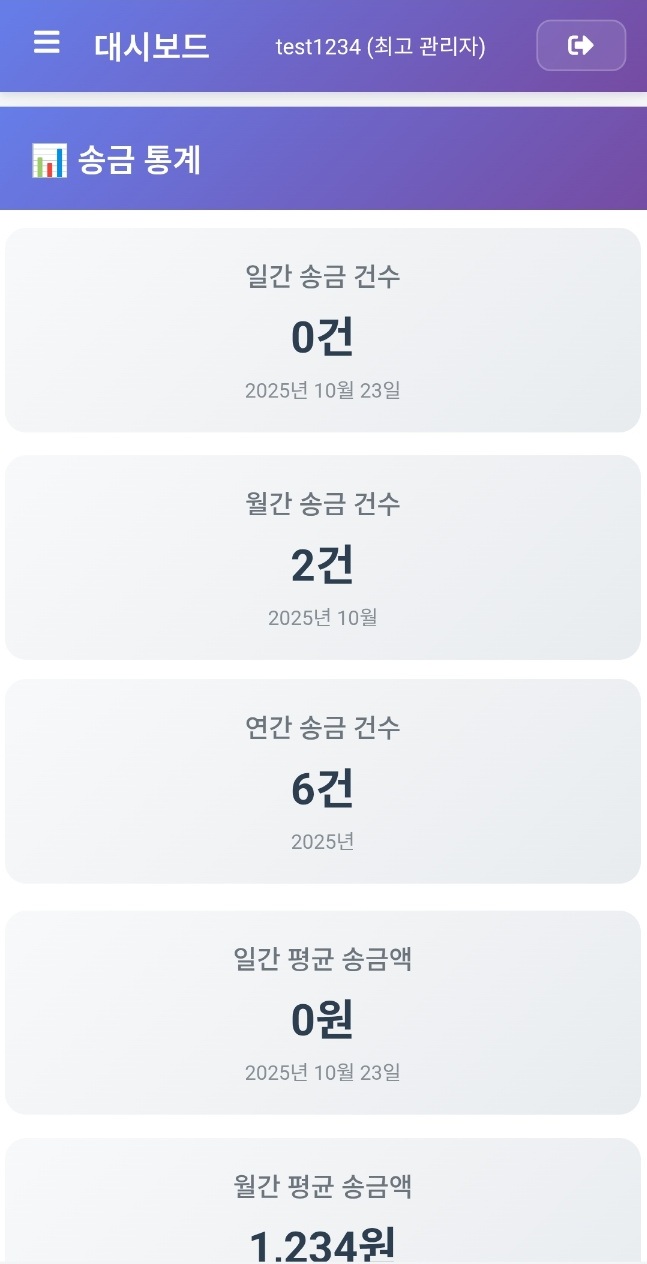 대시보드
test1234 (최고 관리자)
송금 통계
일간 송금 건수
0건
2025년 10월 23일
월간 송금 건수
2건
2025년 10월
연간 송금 건수
6건
2025년
일간 평균 송금액
0원
2025년 10월 23일
월간 평균 송금액
1,234원